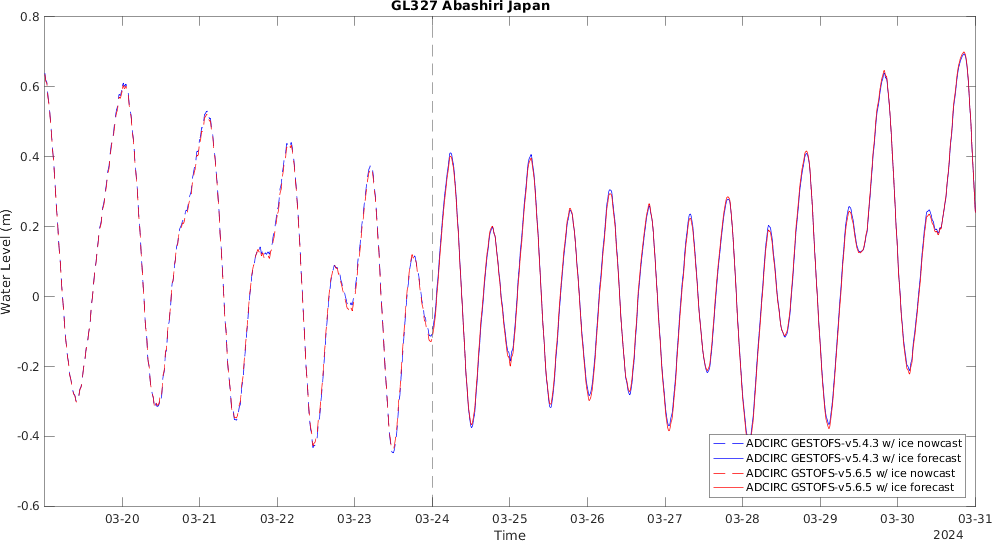 GL327 Abashiri Japan
0.8
0.6
0.4
0.2
0
-0.2
-0.4
-0.6
Water Level (m)
ADCIRC GESTOFS-v5.4.3 w/ ice nowcast
ADCIRC GESTOFS-v5.4.3 w/ ice forecast
ADCIRC GSTOFS-v5.6.5 w/ ice nowcast
ADCIRC GSTOFS-v5.6.5 w/ ice forecast
03-20 03-21 03-22 03-23 03-24 03-25 03-26 03-27 03-28 03-29 03-30 03-31
Time
2024